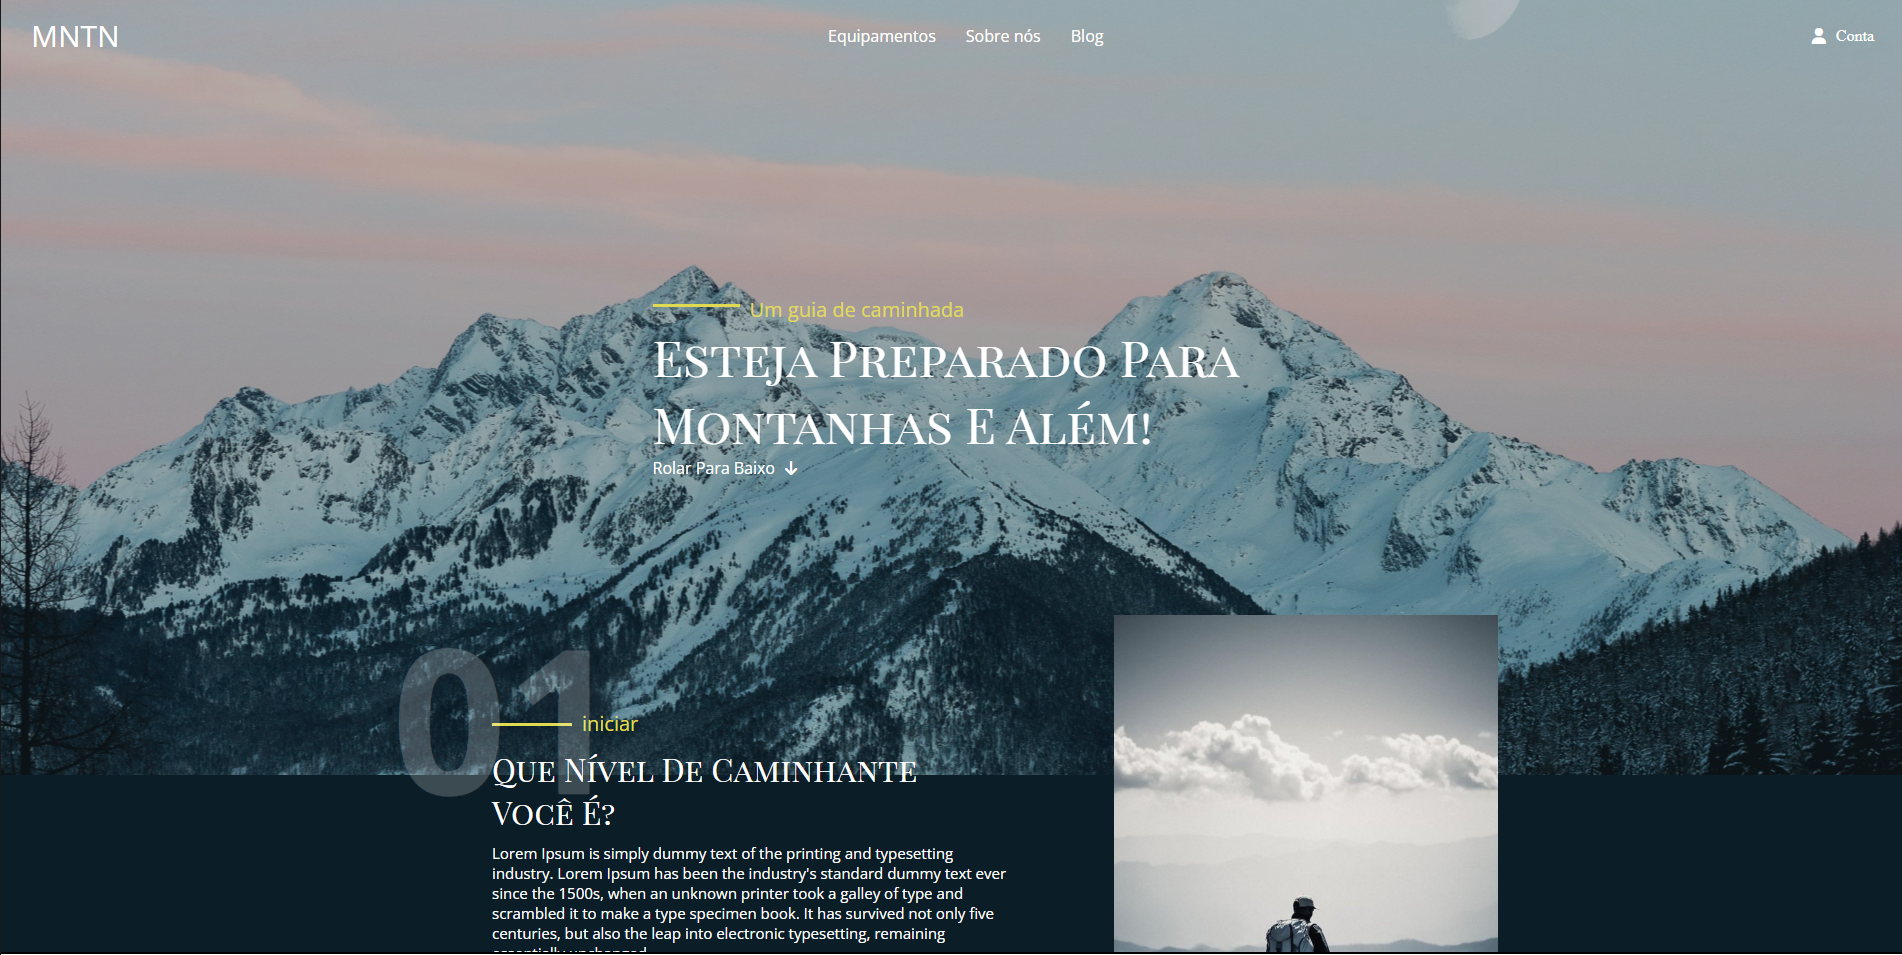 MNTN
Equipamentos Sobre nós Blog
Conta
Um guia de caminhada
Esteja Preparado Para
Montanhas E Além!
Rolar Para Baixo
01
iniciar
Que Nível De Caminhante
Você É?
Lorem Ipsum is simply dummy text of the printing and typesetting
industry. Lorem Ipsum has been the industry's standard dummy text ever
since the 1500s, when an unknown printer took a galley of type and
scrambled it to make a type specimen book. It has survived not only five
centuries, but also the leap into electronic typesetting, remaining
essentially unchanged.